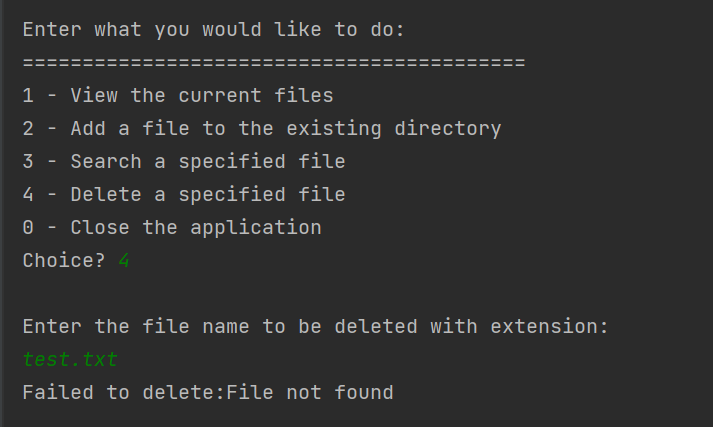 Enter what you would like to do:
==========================================
1 - View the current files
2 - Add a file to the existing directory
3 - Search a specified file
4 - Delete a specified file
0 - Close the application
Choice? 4
Enter the file name to be deleted with extension:
test.txt
Failed to delete:File not found